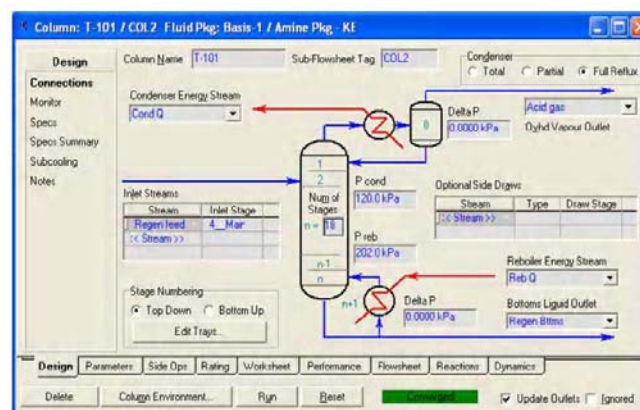 Column: T-101 / COL2 Fluid Pkg: Basis-1 / Amine Pkg - KE
Design
Connections
Monitor
Specs
Specs Summary
Subcooling
Notes
Column Name T-101 Sub-Flowsheet Tag COL2
Condenser
Total Partial Full Reflux
Condenser Energy Stream
Cond Q
0
Delta P
0.0000 kPa
Acid gas
Ovhd Vapour Outlet
1
2
Num of Stages
n = 18
n-1
n
n+1
P cond
120.0 kPa
P reb
202.0 kPa
Inlet Streams
Stream Inlet Stage
Regen feed 4__Main
<< Stream >>
Optional Side Draws
Stream Type Draw Stage
<< Stream >>
Stage Numbering
Top Down Bottom Up
Edit Trays...
Delta P
0.0000 kPa
Reboiler Energy Stream
Reb Q
Bottoms Liquid Outlet
Regen Bttms
Design Parameters Side Ops Rating Worksheet Performance Flowsheet Reactions Dynamics
Delete Column Environment... Run Reset Converged Update Outlets Ignored